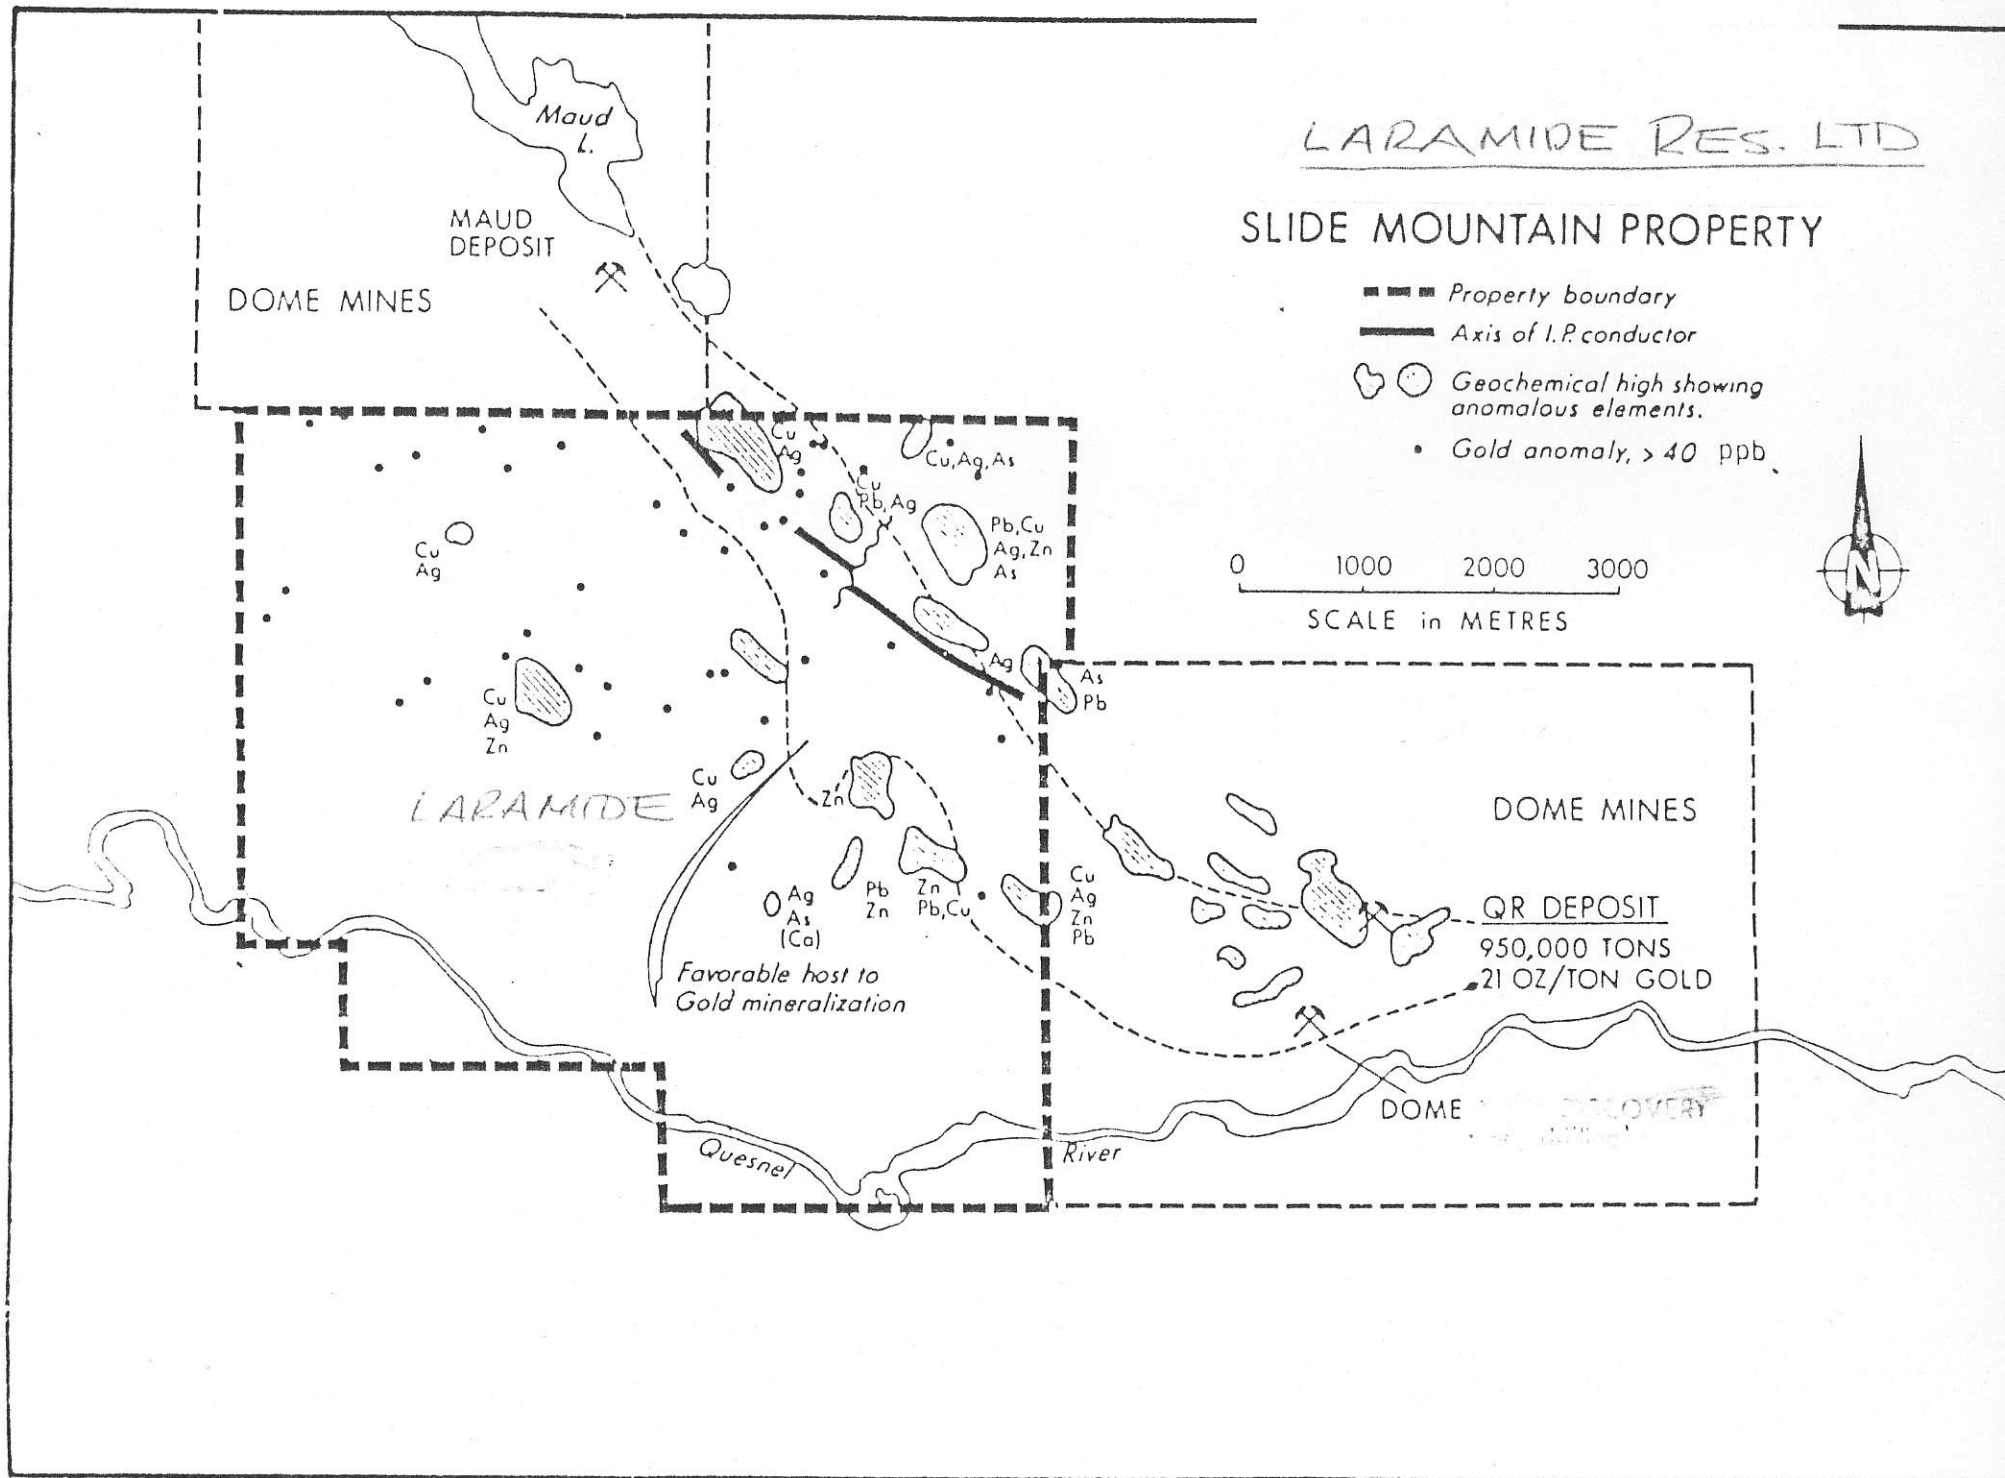 LARAMIDE RES. LTD
SLIDE MOUNTAIN PROPERTY
Property boundary
Axis of I.P. conductor
Geochemical high showing
anomalous elements.
Gold anomaly, > 40 ppb
0 1000 2000 3000
SCALE in METRES
N
Maud
L.
MAUD
DEPOSIT
DOME MINES
Cu
Ag
Cu, Ag, As
Cu
Pb, Ag
Pb, Cu
Ag, Zn
As
Cu
Ag
Ag
As
Pb
Cu
Ag
Zn
Cu
Ag
Zn
LARAMIDE
DOME MINES
Ag
As
(Ca)
Pb
Zn
Zn
Pb, Cu
Cu
Ag
Zn
Pb
QR DEPOSIT
950,000 TONS
.21 OZ/TON GOLD
Favorable host to
Gold mineralization
DOME
Quesnel
River